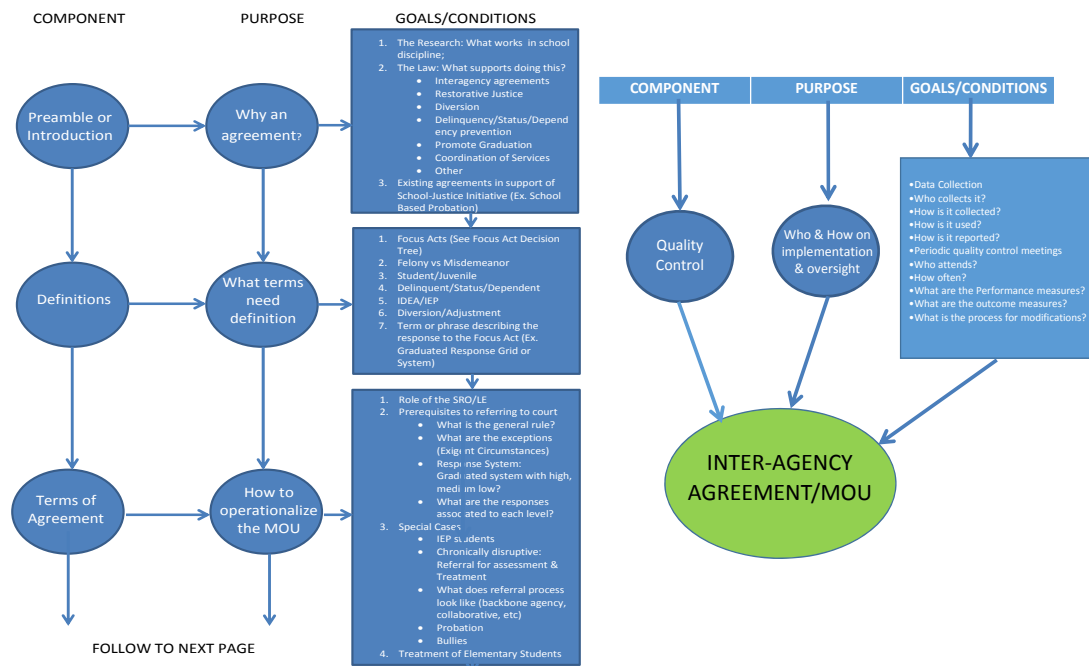 COMPONENT
PURPOSE
GOALS/CONDITIONS
Preamble or
Introduction
Why an
agreement?
1. The Research: What works in school
discipline;
2. The Law: What supports doing this?
• Interagency agreements
• Restorative Justice
• Diversion
• Delinquency/Status/Depend
ency prevention
• Promote Graduation
• Coordination of Services
• Other
3. Existing agreements in support of
School-Justice Initiative (Ex. School
Based Probation)
Definitions
What terms
need
definition
1. Focus Acts (See Focus Act Decision
Tree)
2. Felony vs Misdemeanor
3. Student/Juvenile
4. Delinquent/Status/Dependent
5. IDEA/IEP
6. Diversion/Adjustment
7. Term or phrase describing the
response to the Focus Act (Ex.
Graduated Response Grid or
System)
Terms of
Agreement
How to
operationalize
the MOU
1. Role of the SRO/LE
2. Prerequisites to referring to court
• What is the general rule?
• What are the exceptions
(Exigent Circumstances)
• Response System:
Graduated system with high,
medium low?
• What are the responses
associated to each level?
3. Special Cases
• IEP students
• Chronically disruptive:
Referral for assessment &
Treatment
• What does referral process
look like (backbone agency,
collaborative, etc)
• Probation
• Bullies
4. Treatment of Elementary Students
FOLLOW TO NEXT PAGE
COMPONENT
PURPOSE
GOALS/CONDITIONS
Quality
Control
Who & How on
implementation
& oversight
•Data Collection
•Who collects it?
•How is it collected?
•How is it used?
•How is it reported?
•Periodic quality control meetings
•Who attends?
•How often?
•What are the Performance measures?
•What are the outcome measures?
•What is the process for modifications?
INTER-AGENCY
AGREEMENT/MOU